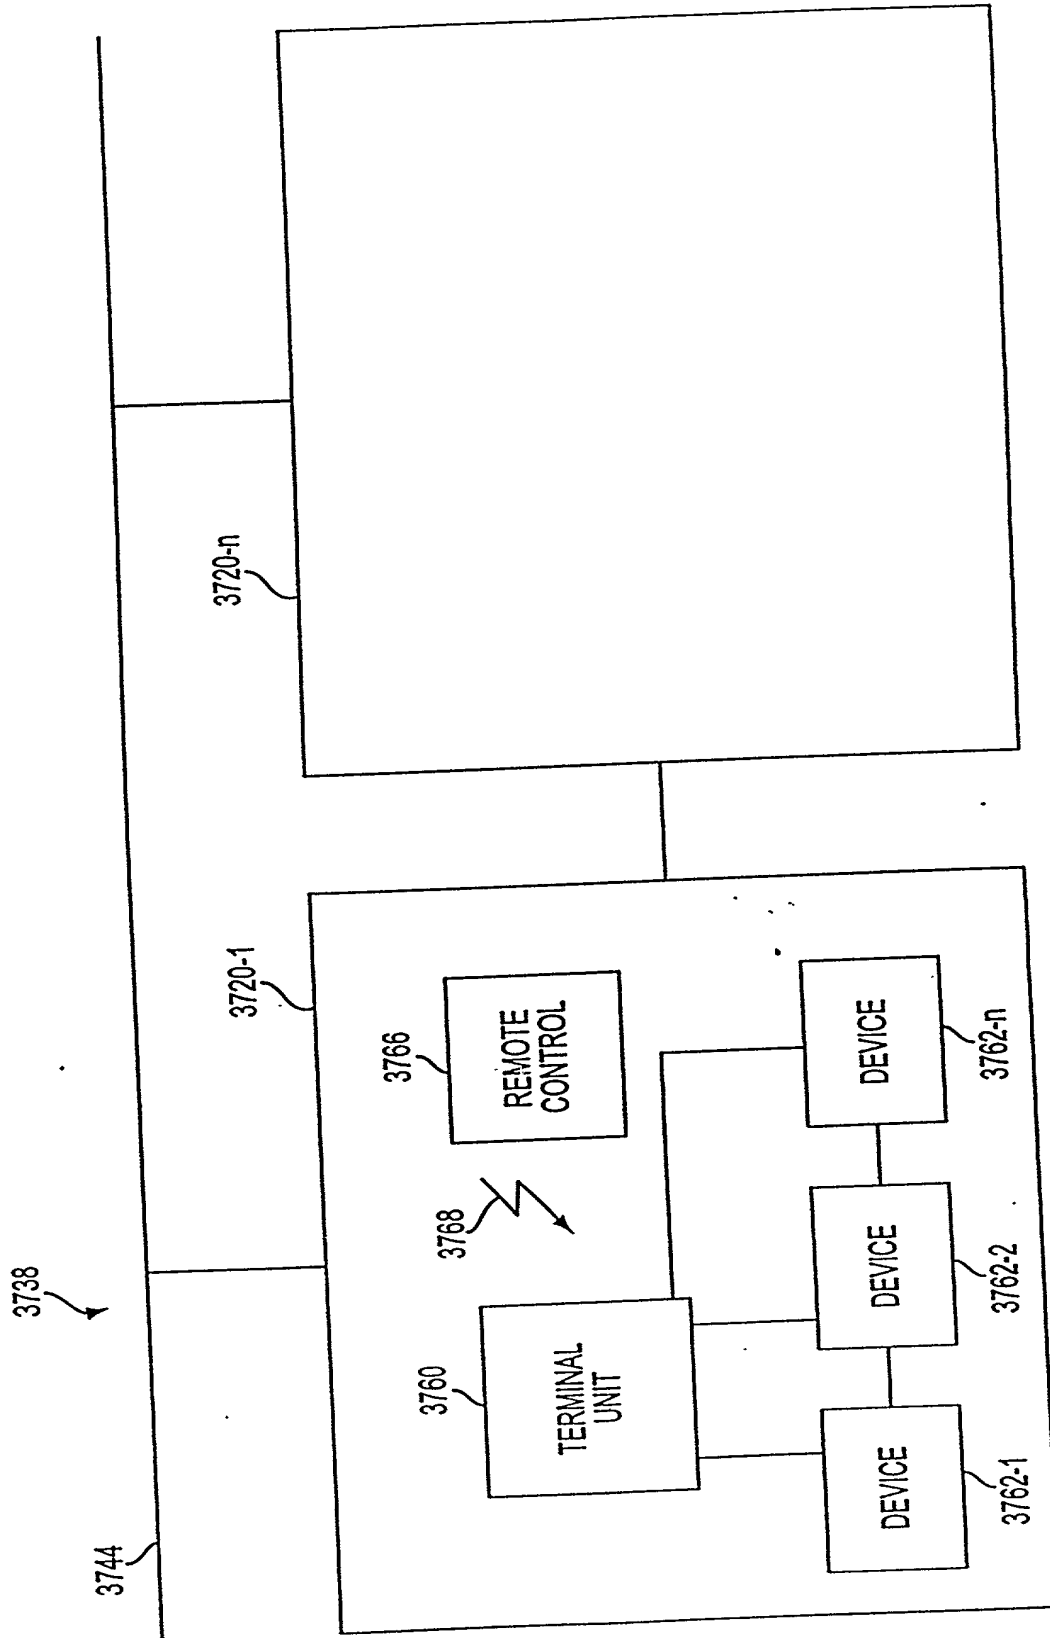 3738
3744
3720-1
3720-n
3760
TERMINAL
UNIT
3768
3766
REMOTE
CONTROL
DEVICE
3762-1
DEVICE
3762-2
DEVICE
3762-n